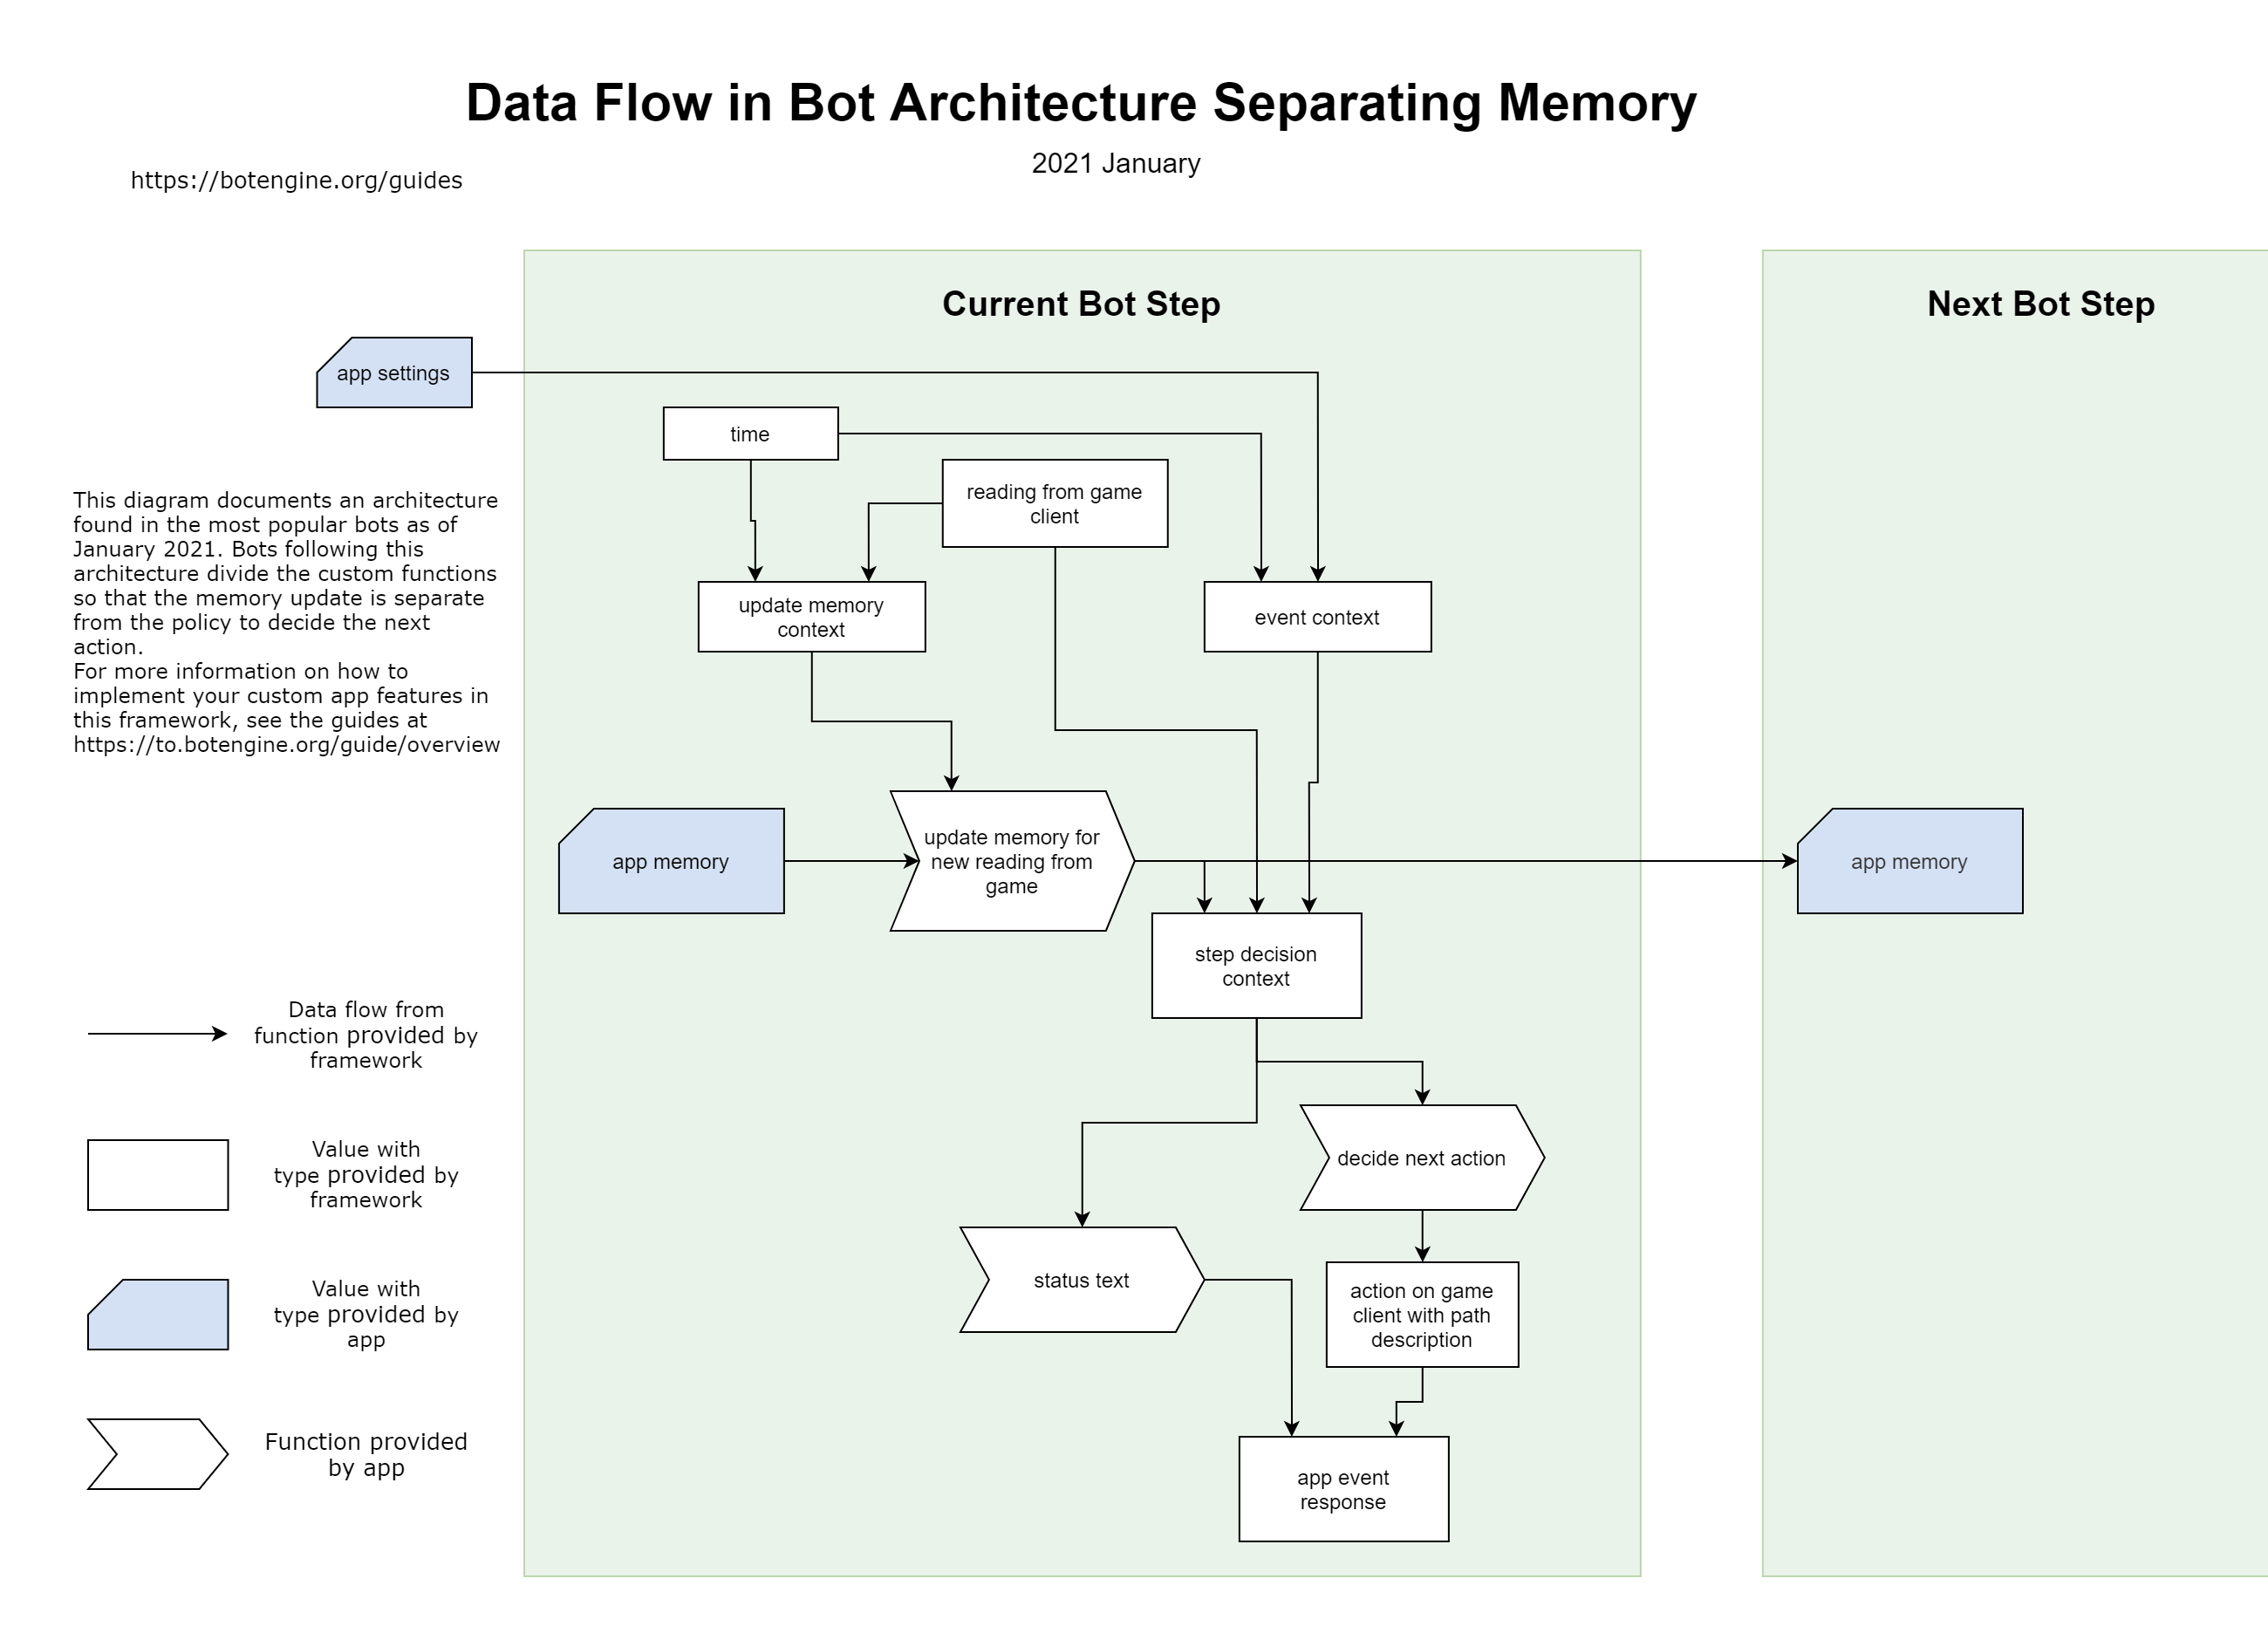 Data Flow in Bot Architecture Separating Memory
2021 January
https://botengine.org/guides
Current Bot Step
Next Bot Step
app settings
time
reading from game
client
This diagram documents an architecture
found in the most popular bots as of
January 2021. Bots following this
architecture divide the custom functions
so that the memory update is separate
from the policy to decide the next
action.
For more information on how to
implement your custom app features in
this framework, see the guides at
https://to.botengine.org/guide/overview
update memory
context
event context
app memory
update memory for
new reading from
game
app memory
step decision
context
Data flow from
function provided by
framework
decide next action
Value with
type provided by
framework
status text
action on game
client with path
description
Value with
type provided by
app
Function provided
by app
app event
response